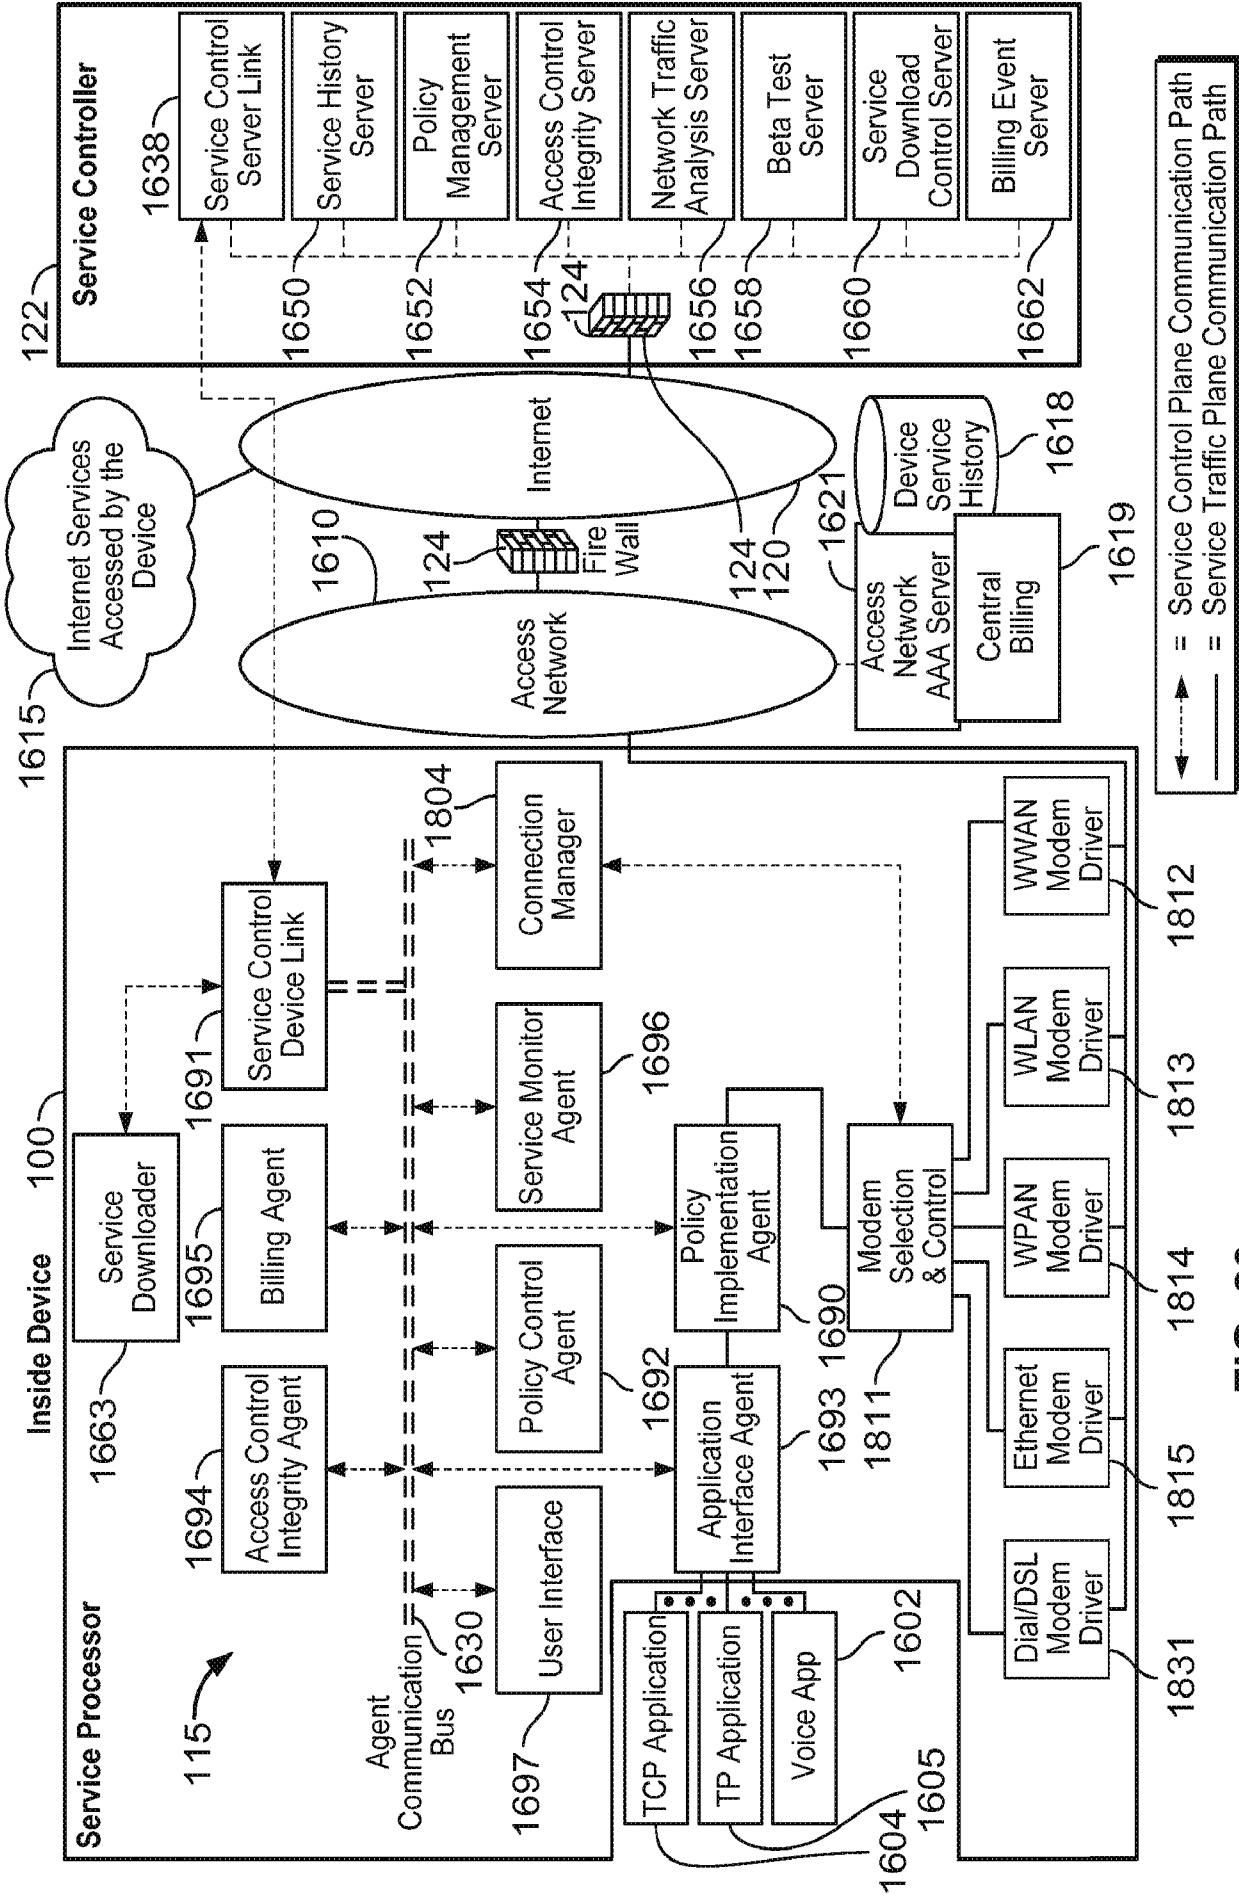 Service Processor
Inside Device
100
115
1663
Service
Downloader
1694
Access Control
Integrity Agent
1695
Billing Agent
1691
Service Control
Device Link
Agent
Communication
Bus
1630
1697
User Interface
Policy Control
Agent
1692
Service Monitor
Agent
1696
Connection
Manager
1804
TCP Application
TP Application
Voice App
1604
1605
1602
Application
Interface Agent
1693
Policy
Implementation
Agent
1690
Modem
Selection
& Control
1811
Dial/DSL
Modem
Driver
1831
Ethernet
Modem
Driver
1815
WPAN
Modem
Driver
1814
WLAN
Modem
Driver
1813
WWAN
Modem
Driver
1812
1615
Internet Services
Accessed by the
Device
1610
Access
Network
124
Fire
Wall
Internet
124
120
1621
Access
Network
AAA Server
Device
Service
History
1618
Central
Billing
1619
122
Service Controller
1638
Service Control
Server Link
1650
Service History
Server
1652
Policy
Management
Server
1654
Access Control
Integrity Server
124
1656
Network Traffic
Analysis Server
1658
Beta Test
Server
1660
Service
Download
Control Server
1662
Billing Event
Server
= Service Control Plane Communication Path
= Service Traffic Plane Communication Path